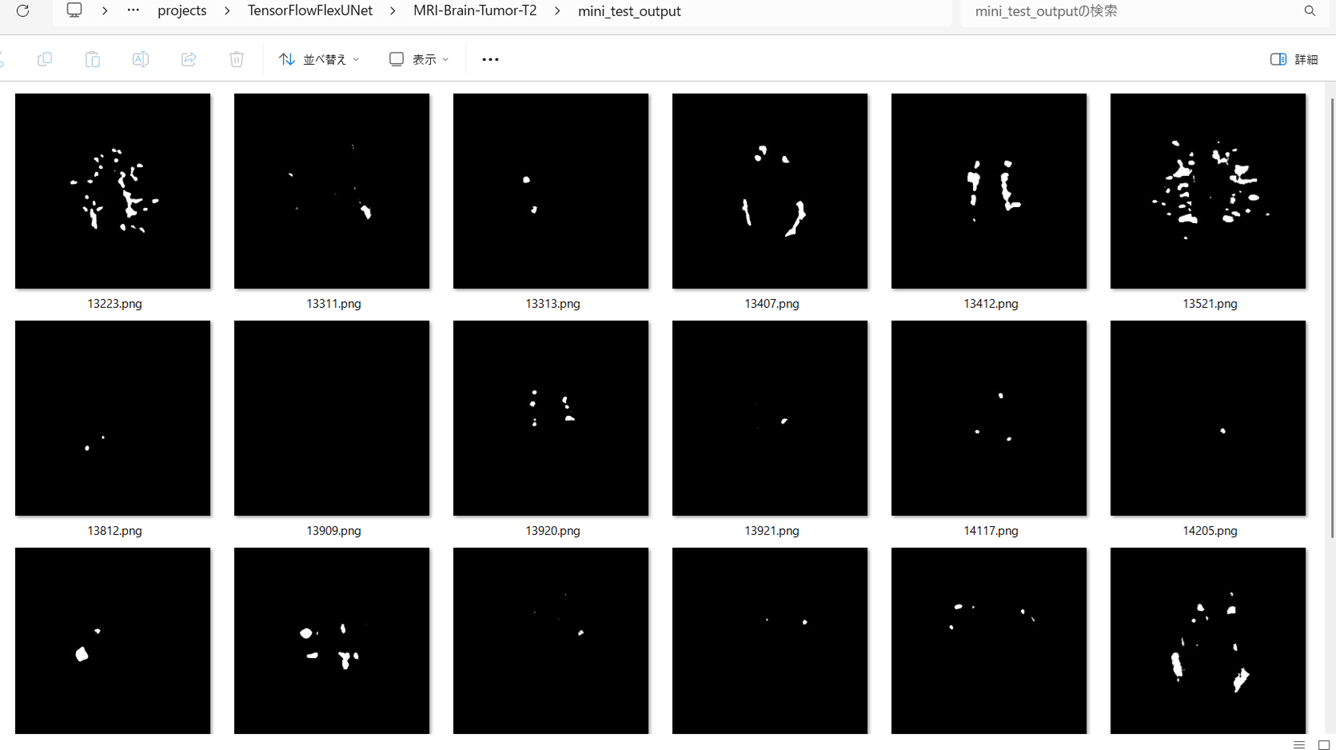 projects > TensorFlowFlexUNet > MRI-Brain-Tumor-T2 > mini_test_output
mini_test_outputの検索
並べ替え
表示
詳細
13223.png
13311.png
13313.png
13407.png
13412.png
13521.png
13812.png
13909.png
13920.png
13921.png
14117.png
14205.png